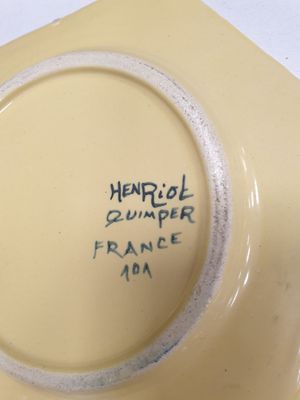 HENRiot
QUIMPER
FRANCE
101